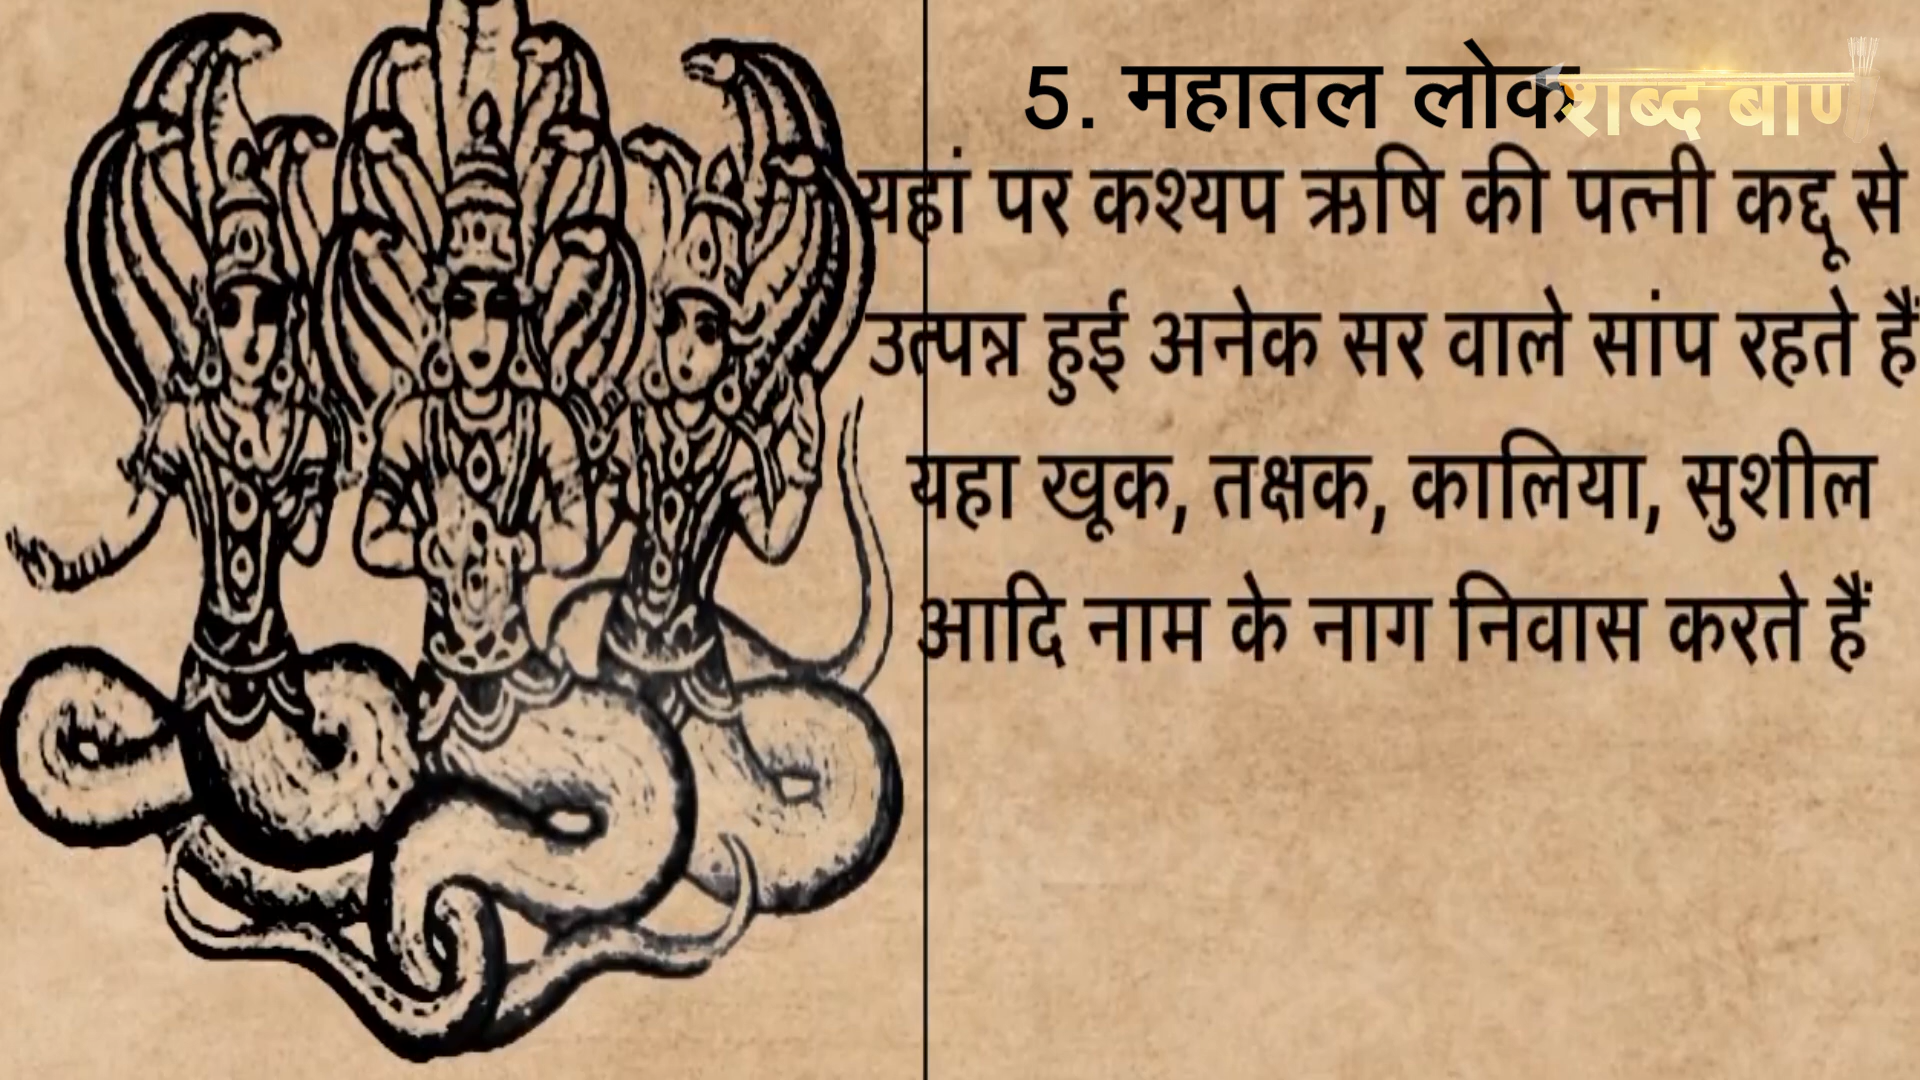 5. महातल लोक
शब्द बाण
यहां पर कश्यप ऋषि की पत्नी कद्दू से
उत्पन्न हुई अनेक सर वाले सांप रहते हैं
यहा खूक, तक्षक, कालिया, सुशील
आदि नाम के नाग निवास करते हैं